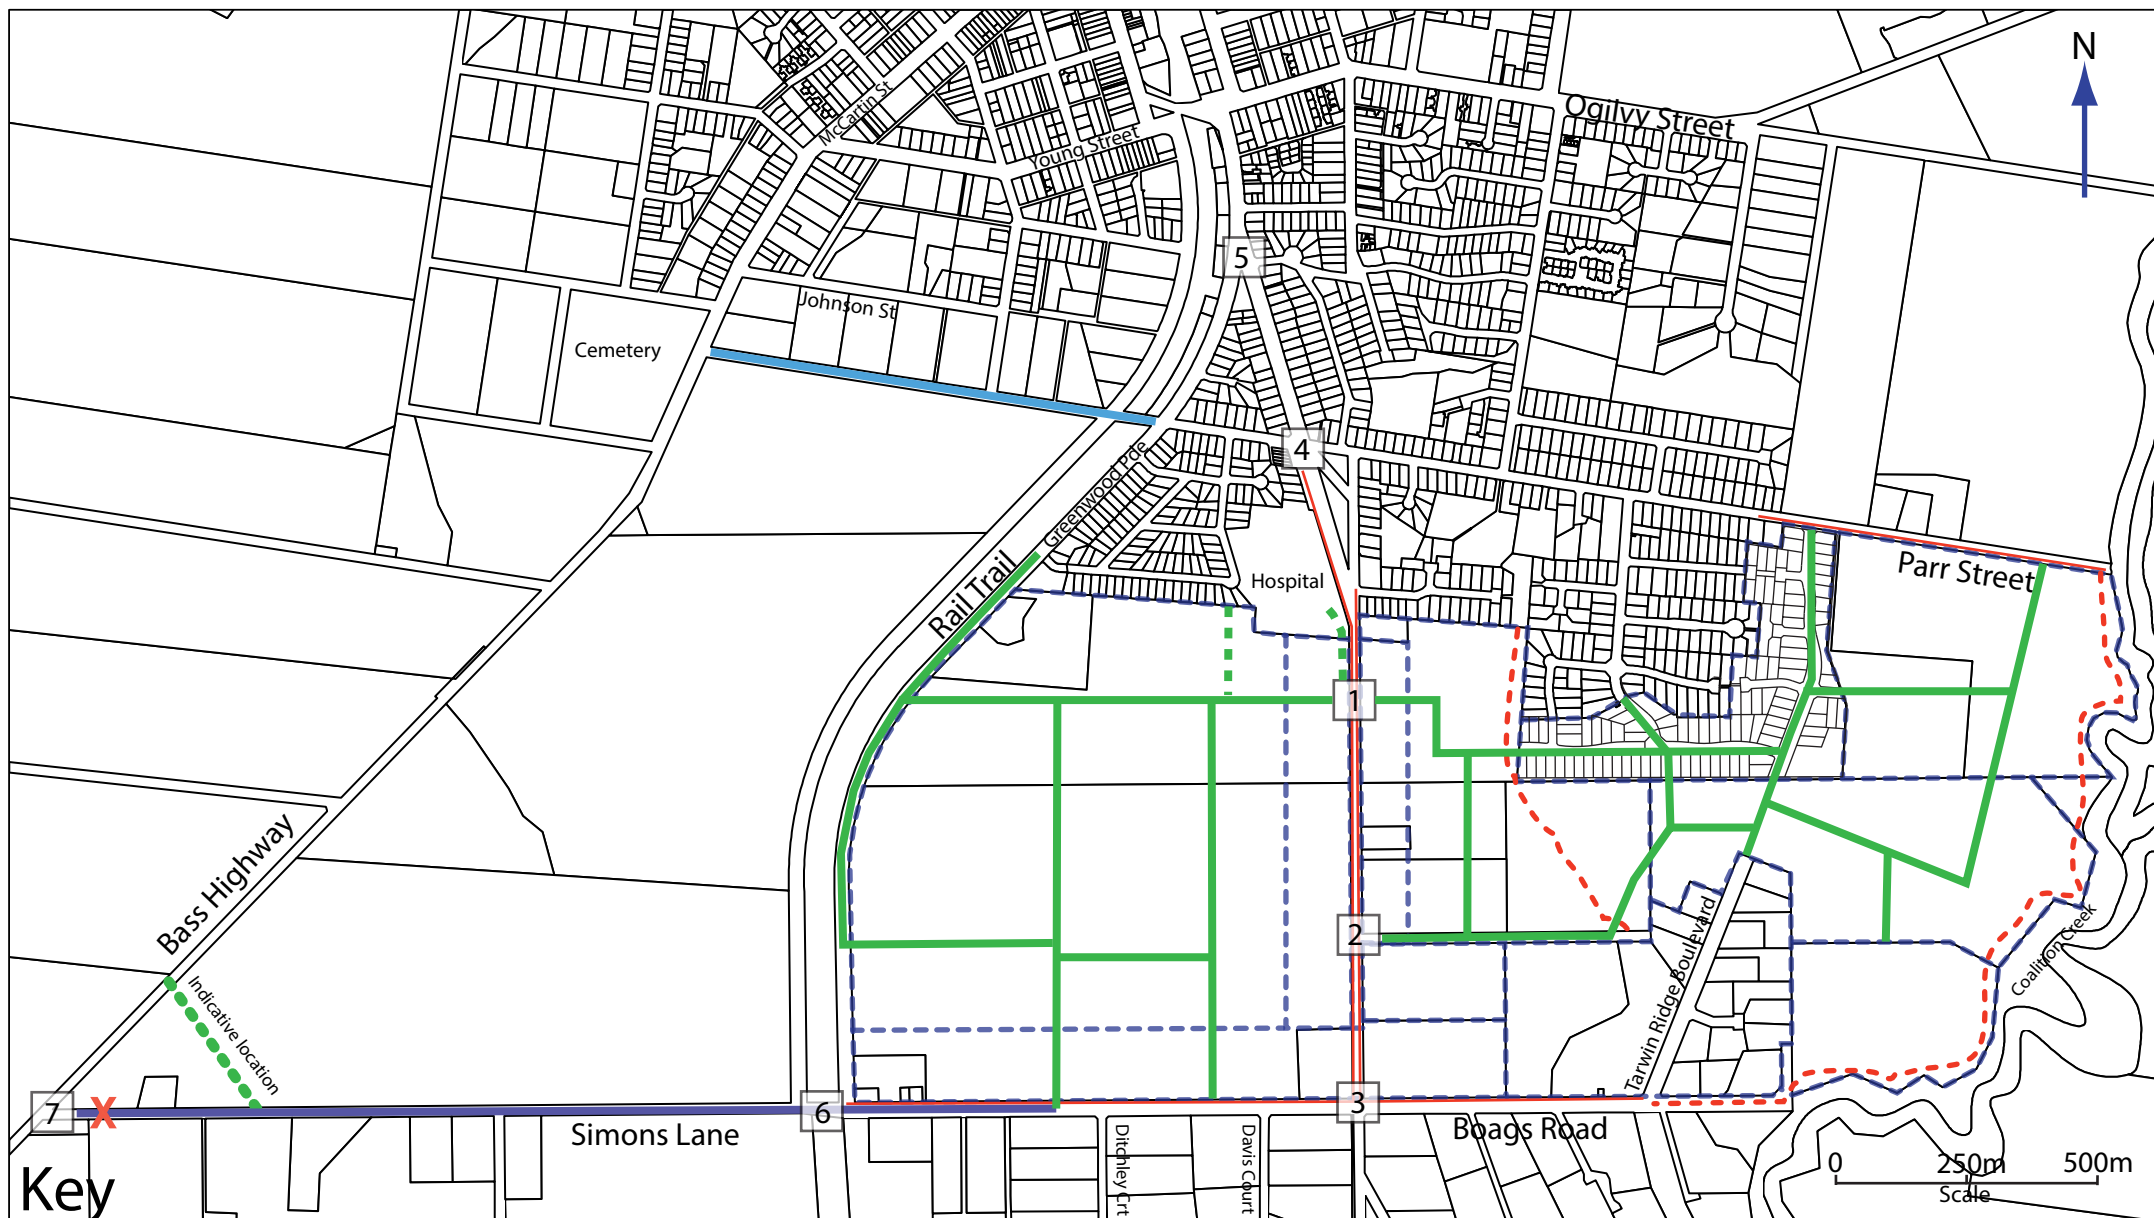 N
Ogilvy Street
McCartin St
Young Street
5
Johnson St
Cemetery
4
Greenwood Pde
Rail Trail
Hospital
Parr Street
1
Bass Highway
2
Tarwin Ridge Boulevard
Coalition Creek
Indicative location
7
X
6
3
Simons Lane
Ditchley Crt
Davis Court
Boags Road
0 250m 500m
Scale
Key